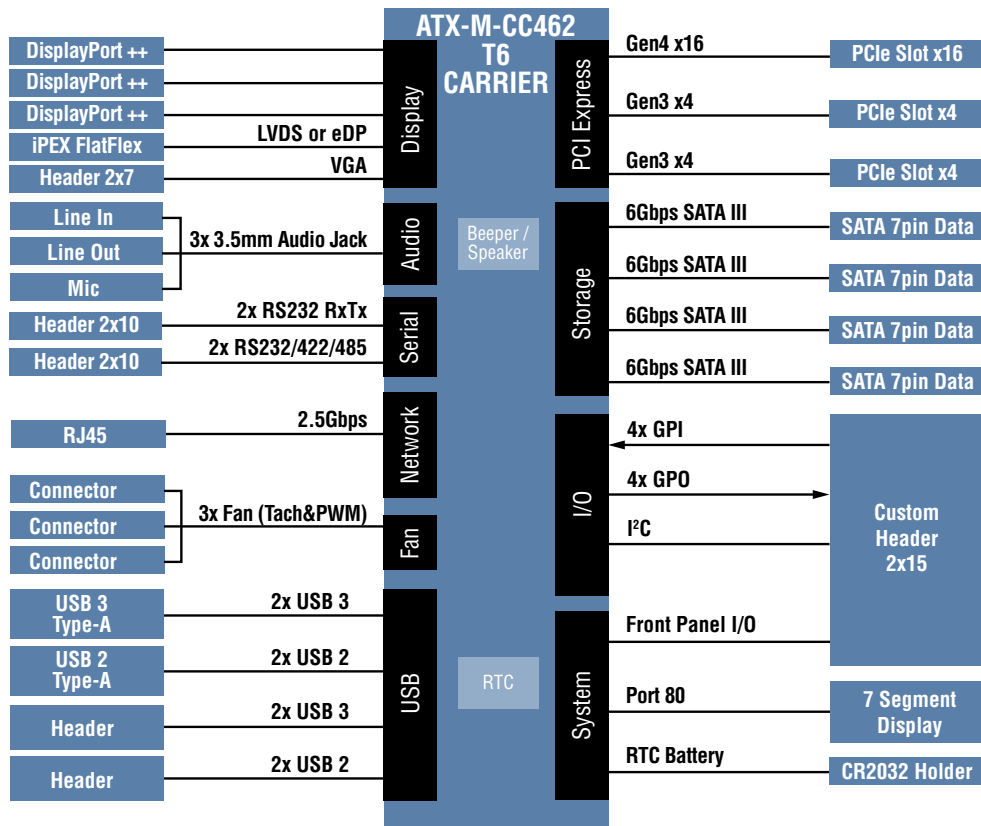 ATX-M-CC462
T6
CARRIER
DisplayPort ++
DisplayPort ++
DisplayPort ++
iPEX FlatFlex
LVDS or eDP
Header 2x7
VGA
Display
Line In
Line Out
Mic
3x 3.5mm Audio Jack
Audio
Beeper /
Speaker
Header 2x10
2x RS232 RxTx
Header 2x10
2x RS232/422/485
Serial
RJ45
2.5Gbps
Network
Connector
Connector
Connector
3x Fan (Tach&PWM)
Fan
USB 3
Type-A
2x USB 3
USB 2
Type-A
2x USB 2
Header
2x USB 3
Header
2x USB 2
USB
RTC
PCI Express
Gen4 x16
PCIe Slot x16
Gen3 x4
PCIe Slot x4
Gen3 x4
PCIe Slot x4
Storage
6Gbps SATA III
SATA 7pin Data
6Gbps SATA III
SATA 7pin Data
6Gbps SATA III
SATA 7pin Data
6Gbps SATA III
SATA 7pin Data
I/O
4x GPI
4x GPO
I²C
Custom
Header
2x15
System
Front Panel I/O
Port 80
7 Segment
Display
RTC Battery
CR2032 Holder